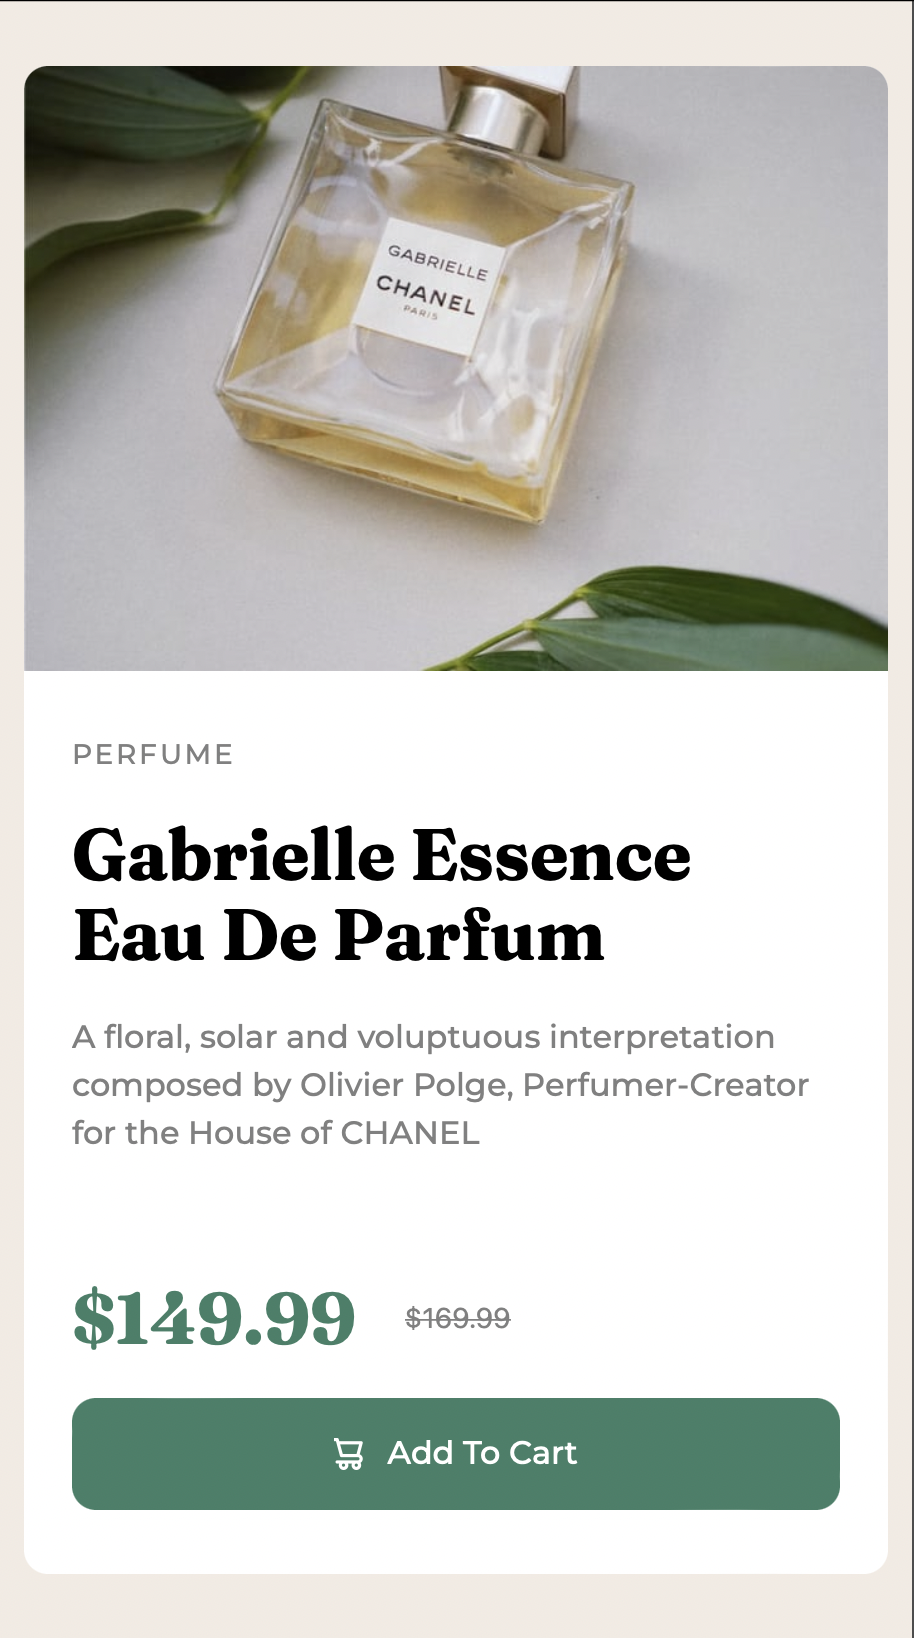 GABRIELLE
CHANEL
PARIS
PERFUME
Gabrielle Essence
Eau De Parfum
A floral, solar and voluptuous interpretation
composed by Olivier Polge, Perfumer-Creator
for the House of CHANEL
$149.99 $169.99
Add To Cart